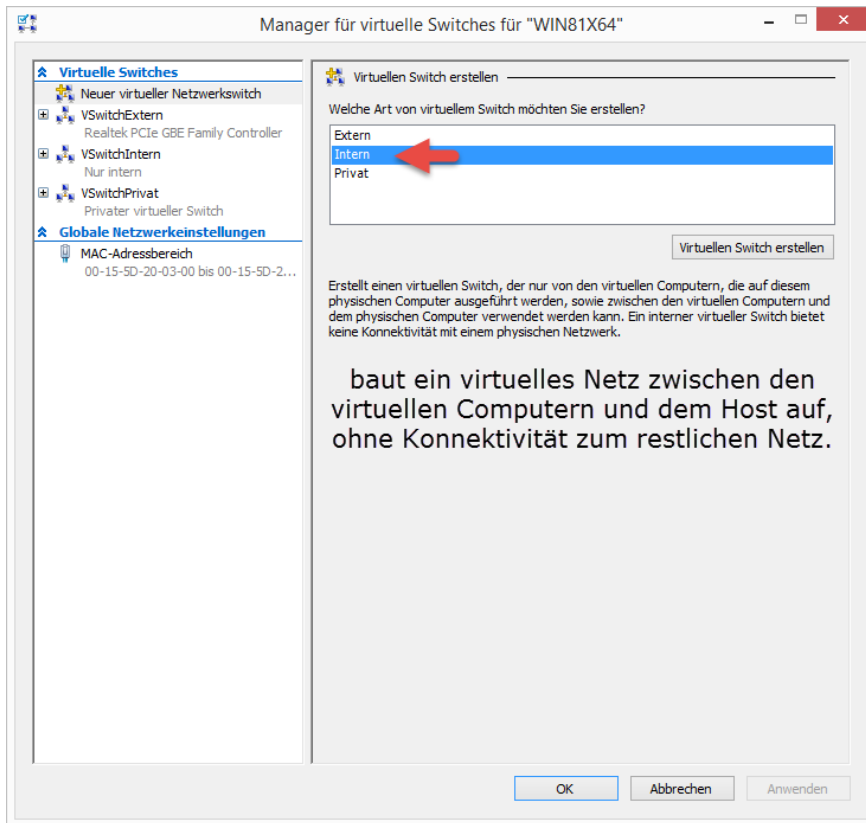 Manager für virtuelle Switches für "WIN81X64"
Virtuelle Switches
Neuer virtueller Netzwerkswitch
VSwitchExtern
Realtek PCIe GBE Family Controller
VSwitchIntern
Nur intern
VSwitchPrivat
Privater virtueller Switch
Globale Netzwerkeinstellungen
MAC-Adressbereich
00-15-5D-20-03-00 bis 00-15-5D-2...
Virtuellen Switch erstellen
Welche Art von virtuellem Switch möchten Sie erstellen?
Extern
Intern
Privat
Virtuellen Switch erstellen
Erstellt einen virtuellen Switch, der nur von den virtuellen Computern, die auf diesem
physischen Computer ausgeführt werden, sowie zwischen den virtuellen Computern und
dem physischen Computer verwendet werden kann. Ein interner virtueller Switch bietet
keine Konnektivität mit einem physischen Netzwerk.
baut ein virtuelles Netz zwischen den
virtuellen Computern und dem Host auf,
ohne Konnektivität zum restlichen Netz.
OK
Abbrechen
Anwenden